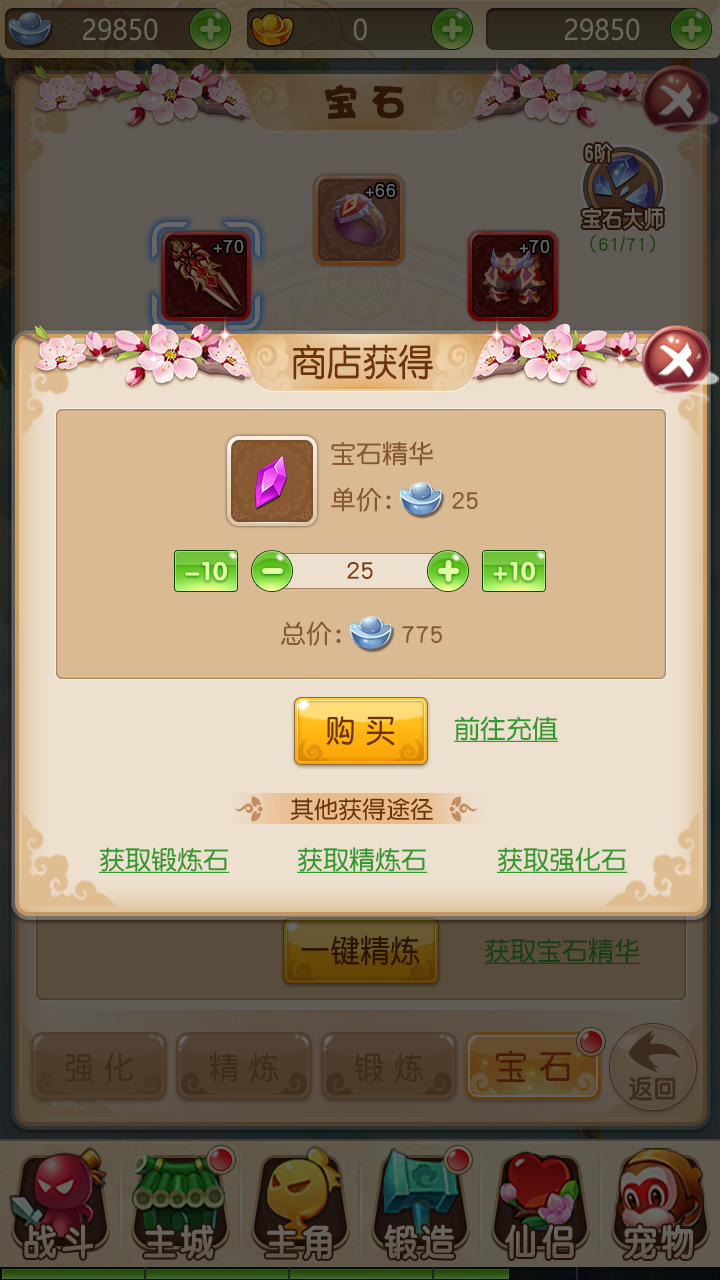 29850
0
29850
宝石
6阶
+66
宝石大师
(61/71)
+70
+70
商店获得
宝石精华
单价: 25
-10
25
+10
总价: 775
购买
前往充值
其他获得途径
获取锻炼石
获取精炼石
获取强化石
一键精炼
获取宝石精华
强化
精炼
锻炼
宝石
返回
战斗
主城
主角
锻造
仙侣
宠物